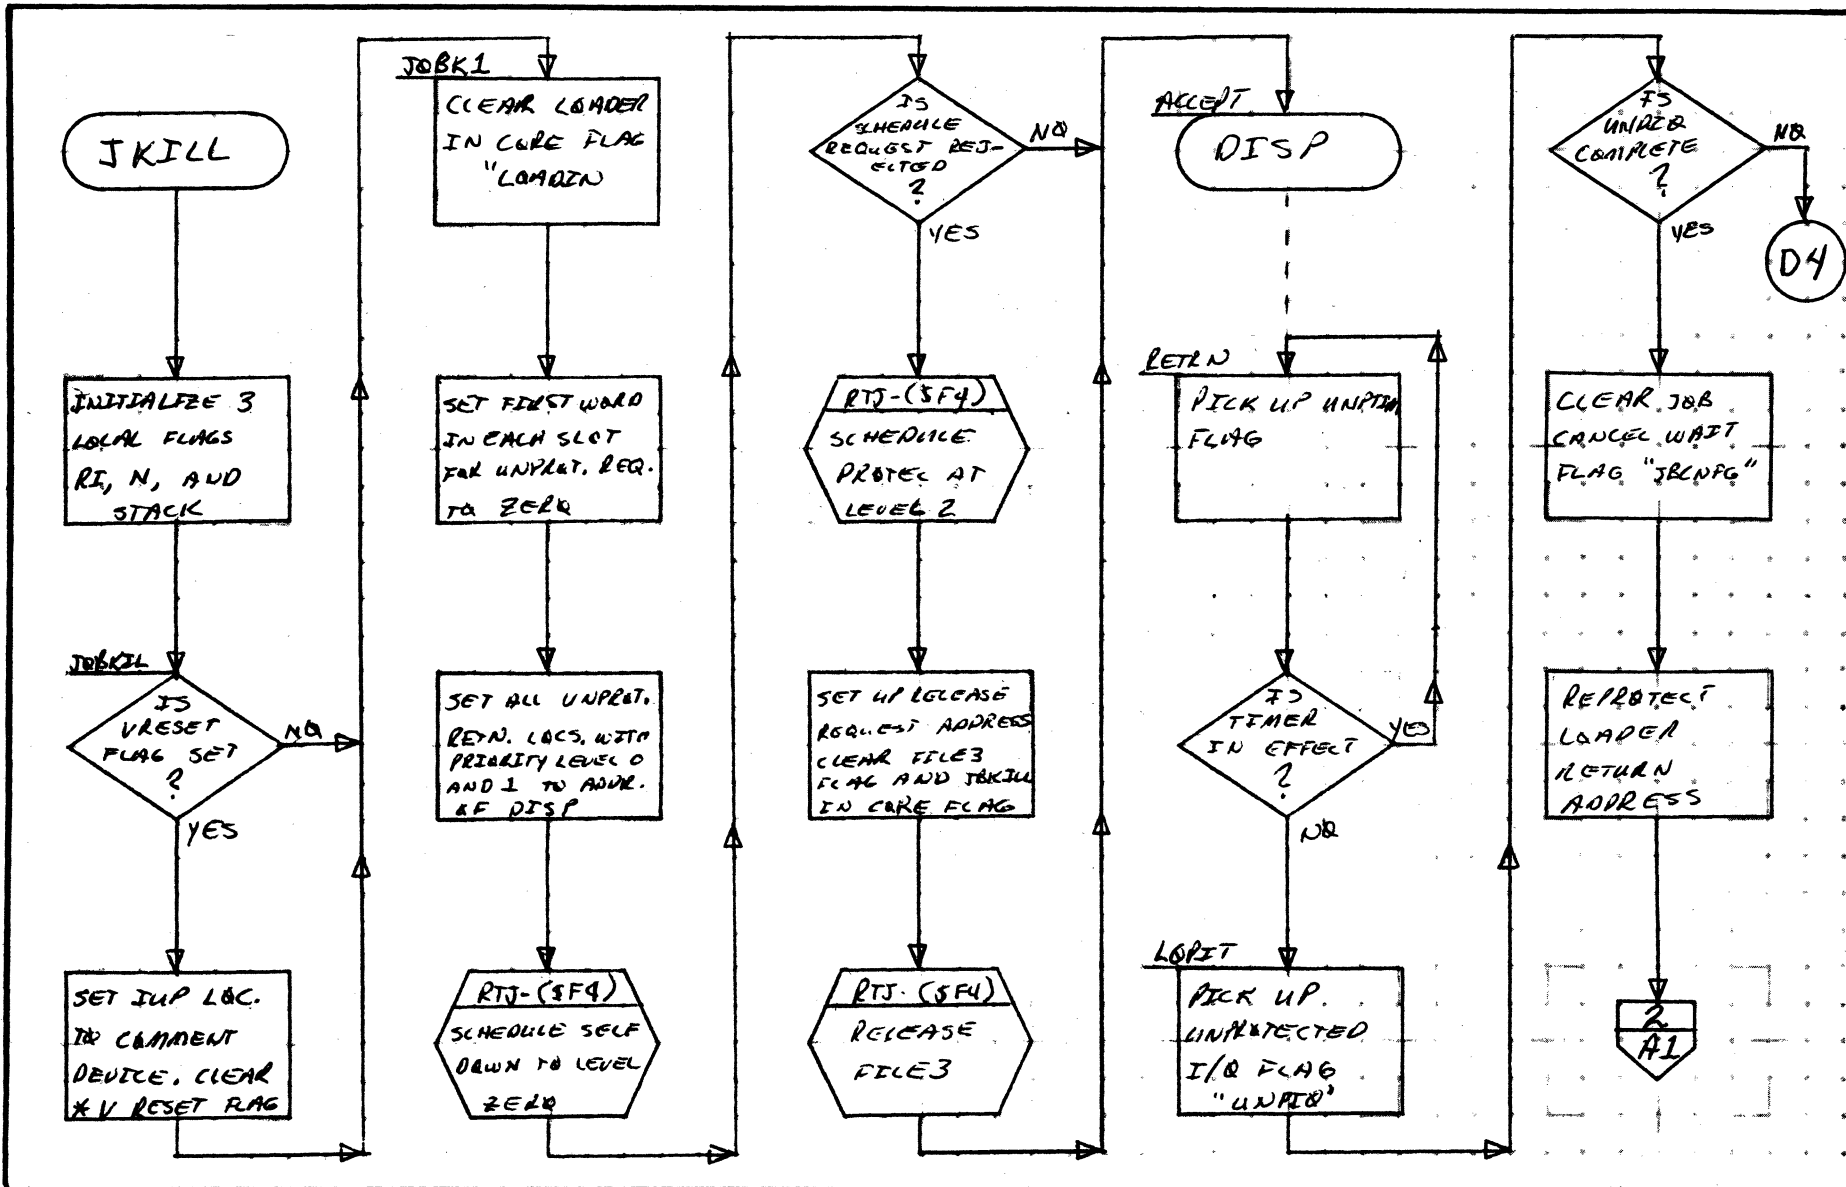 JKILL
INITIALIZE 3
LOCAL FLAGS
RI, N, AND
STACK
JOBKIL
IS
VRESET
FLAG SET
?
NO
YES
SET IUP LOC.
TO COMMENT
DEVICE. CLEAR
*V RESET FLAG
JOBK1
CLEAR LOADER
IN CORE FLAG
"LOADIN
SET FIRST WORD
IN EACH SLOT
FOR UNPROT. REQ.
TO ZERO
SET ALL UNPROT.
RETN. LOCS. WITH
PRIORITY LEVEL 0
AND 1 TO ADDR.
OF DISP
RTJ-($F4)
SCHEDULE SELF
DOWN TO LEVEL
ZERO
IS
SCHEDULE
REQUEST REJ-
ECTED
?
NO
YES
RTJ-($F4)
SCHEDULE
PROTEC AT
LEVEL 2
SET UP RELEASE
REQUEST ADDRESS
CLEAR FILE3
FLAG AND JBKILL
IN CORE FLAG
RTJ-($F4)
RELEASE
FILE3
ACCEPT
DISP
RETRN
PICK UP UNPTIM
FLAG
IS
TIMER
IN EFFECT
?
YES
NO
LOPIT
PICK UP
UNPROTECTED
I/O FLAG
"UNPIO"
IS
UNPIO
COMPLETE
?
NO
D4
YES
CLEAR JOB
CANCEL WAIT
FLAG "JBCNFG"
REPROTECT
LOADER
RETURN
ADDRESS
2
A1